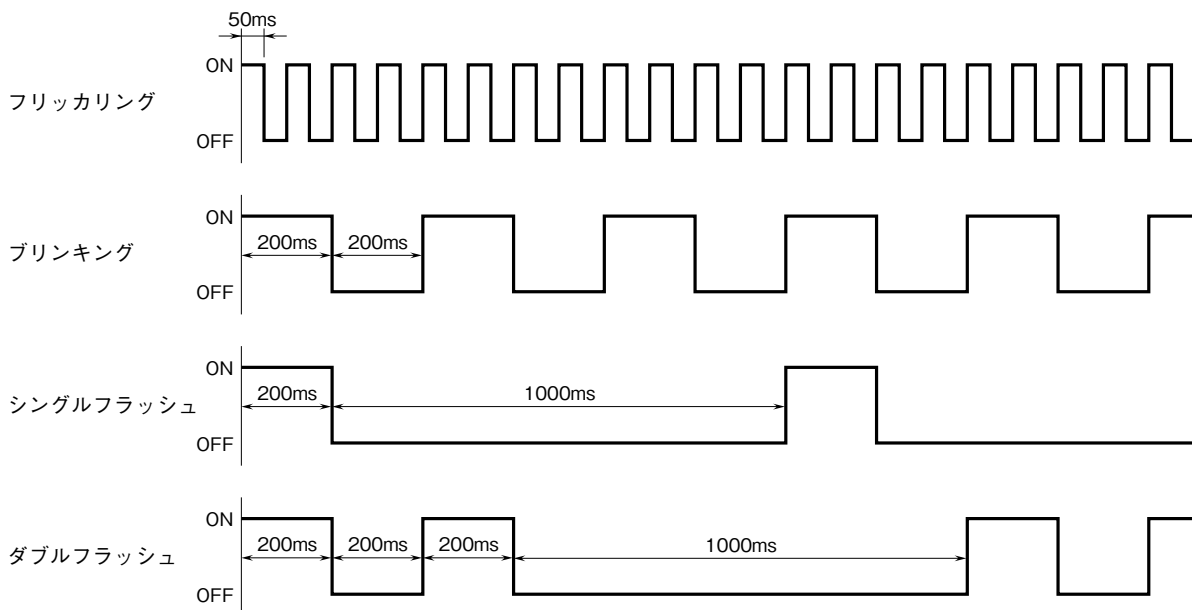 50ms
ON
フリッカリング
OFF
ON
ブリンキング
200ms 200ms
OFF
ON
シングルフラッシュ
200ms 1000ms
OFF
ON
ダブルフラッシュ
200ms 200ms 200ms 1000ms
OFF